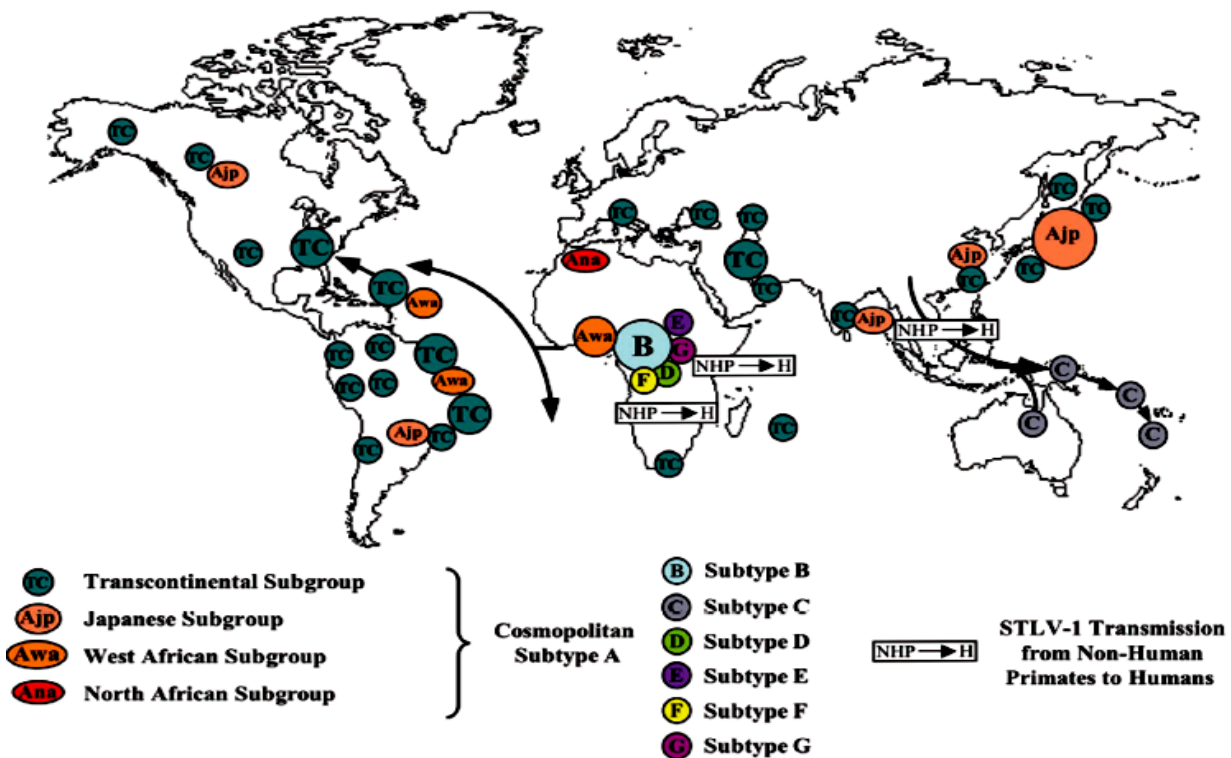 TC
TC
Ajp
TC
TC
TC
TC
TC
Ajp
TC
TC
Ana
TC
Ajp
TC
TC
TC
TC
Awa
TC
Ajp
E
NHP → H
Awa
B
G
TC
TC
TC
NHP → H
C
D
F
TC
TC
Awa
C
TC
NHP → H
C
TC
Ajp
TC
C
TC
TC
TC Transcontinental Subgroup
Ajp Japanese Subgroup
Awa West African Subgroup
Ana North African Subgroup
Cosmopolitan
Subtype A
B Subtype B
C Subtype C
D Subtype D
E Subtype E
F Subtype F
G Subtype G
NHP → H
STLV-1 Transmission
from Non-Human
Primates to Humans